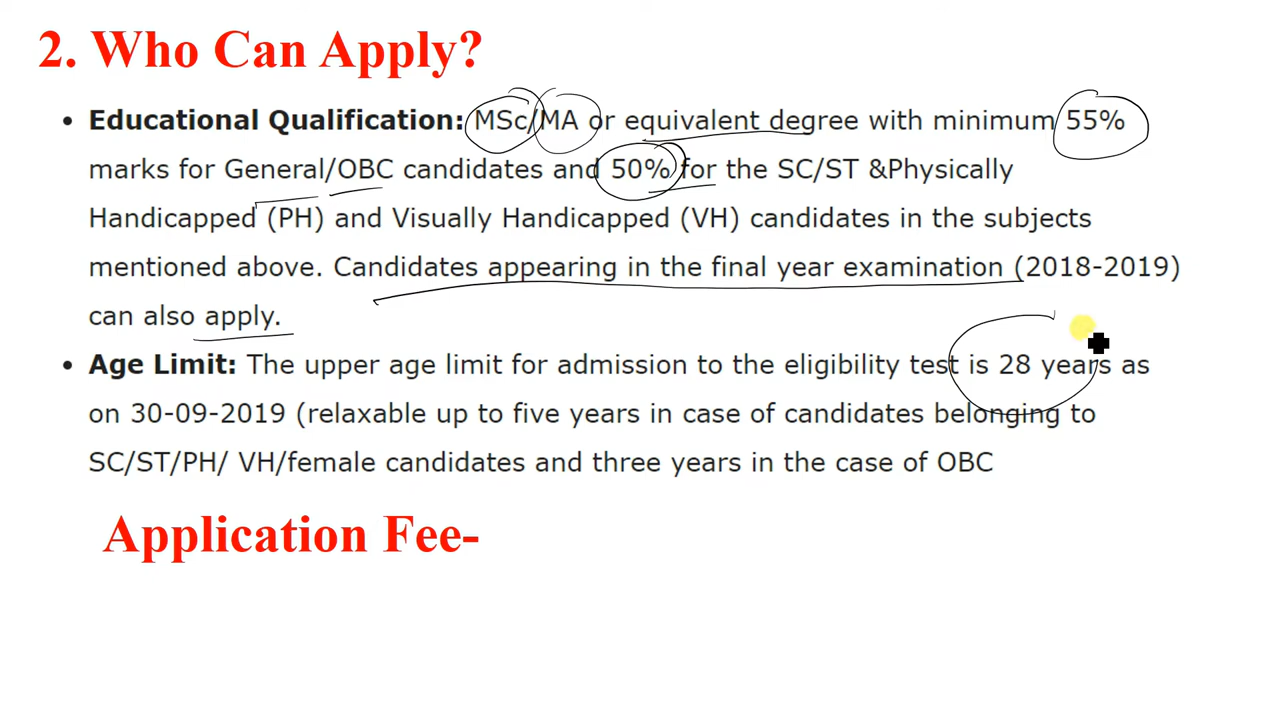 2. Who Can Apply?
• Educational Qualification: MSc/MA or equivalent degree with minimum 55%
marks for General/OBC candidates and 50% for the SC/ST &Physically
Handicapped (PH) and Visually Handicapped (VH) candidates in the subjects
mentioned above. Candidates appearing in the final year examination (2018-2019)
can also apply.
• Age Limit: The upper age limit for admission to the eligibility test is 28 years as
on 30-09-2019 (relaxable up to five years in case of candidates belonging to
SC/ST/PH/ VH/female candidates and three years in the case of OBC
Application Fee-